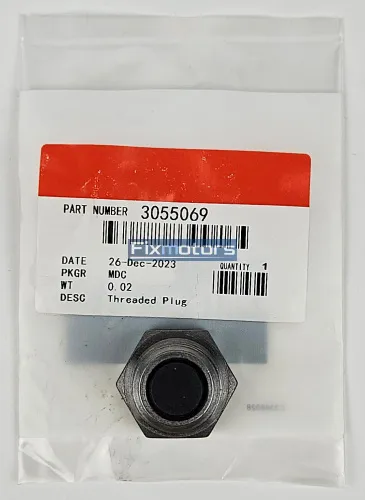 PART NUMBER 3055069
Fixmotors
DATE 26-Dec-2023
PKGR MDC
QUANTITY 1
WT 0.02
DESC Threaded Plug